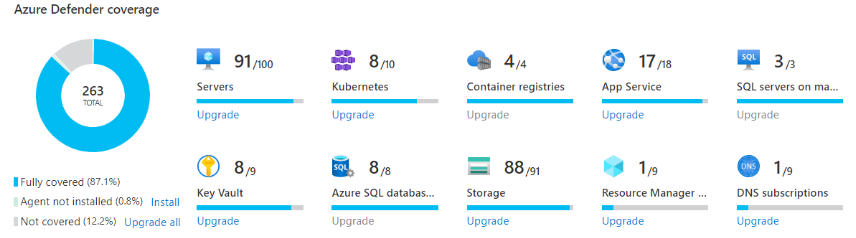 Azure Defender coverage
263
TOTAL
Fully covered (87.1%)
Agent not installed (0.8%) Install
Not covered (12.2%) Upgrade all
91/100
Servers
Upgrade
8/10
Kubernetes
Upgrade
4/4
Container registries
Upgrade
17/18
App Service
Upgrade
SQL
3/3
SQL servers on ma...
Upgrade
8/9
Key Vault
Upgrade
SQL
8/8
Azure SQL databas...
Upgrade
88/91
Storage
Upgrade
1/9
Resource Manager ...
Upgrade
DNS
1/9
DNS subscriptions
Upgrade